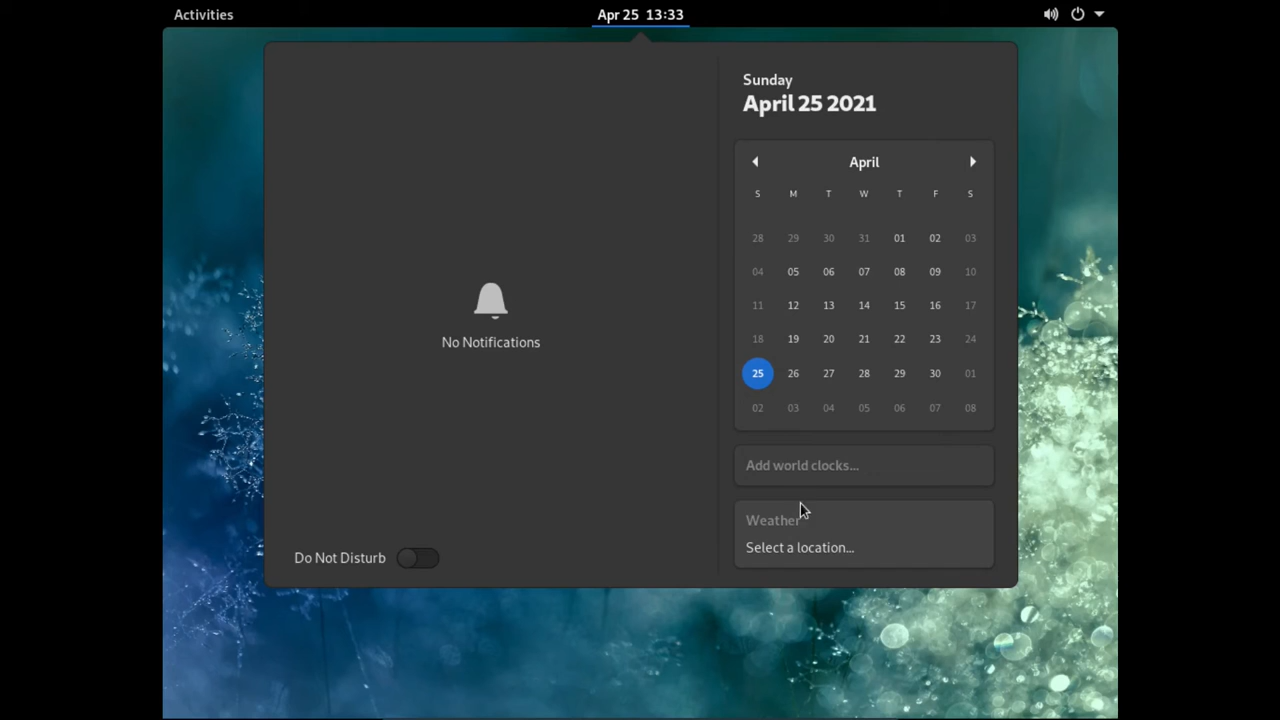 Activities
Apr 25 13:33
No Notifications
Do Not Disturb
Sunday
April 25 2021
April
S M T W T F S
28 29 30 31 01 02 03
04 05 06 07 08 09 10
11 12 13 14 15 16 17
18 19 20 21 22 23 24
25 26 27 28 29 30 01
02 03 04 05 06 07 08
Add world clocks...
Weather
Select a location...